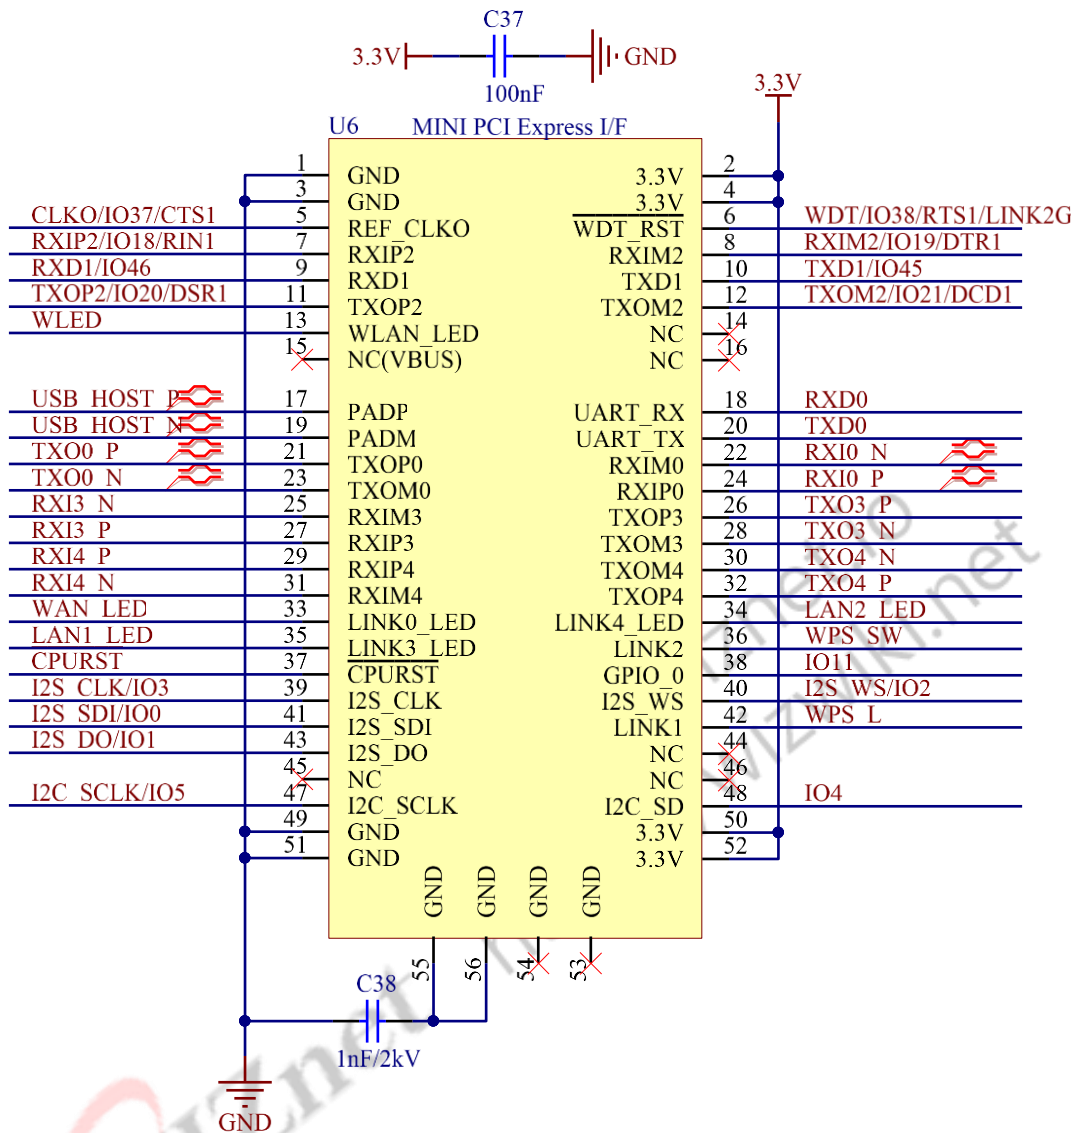 C37
3.3V GND
100nF
3.3V
U6 MINI PCI Express I/F
1 GND 3.3V 2
3 GND 3.3V 4
CLKO/IO37/CTS1 5 REF_CLKO WDT_RST 6 WDT/IO38/RTS1/LINK2G
RXIP2/IO18/RIN1 7 RXIP2 RXIM2 8 RXIM2/IO19/DTR1
RXD1/IO46 9 RXD1 TXD1 10 TXD1/IO45
TXOP2/IO20/DSR1 11 TXOP2 TXOM2 12 TXOM2/IO21/DCD1
WLED 13 WLAN_LED NC 14
15 NC(VBUS) NC 16
USB_HOST_P 17 PADP UART_RX 18 RXD0
USB_HOST_N 19 PADM UART_TX 20 TXD0
TXO0_P 21 TXOP0 RXIM0 22 RXI0_N
TXO0_N 23 TXOM0 RXIP0 24 RXI0_P
RXI3_N 25 RXIM3 TXOP3 26 TXO3_P
RXI3_P 27 RXIP3 TXOM3 28 TXO3_N
RXI4_P 29 RXIP4 TXOM4 30 TXO4_N
RXI4_N 31 RXIM4 TXOP4 32 TXO4_P
WAN_LED 33 LINK0_LED LINK4_LED 34 LAN2_LED
LAN1_LED 35 LINK3_LED LINK2 36 WPS_SW
CPURST 37 CPURST GPIO_0 38 IO11
I2S_CLK/IO3 39 I2S_CLK I2S_WS 40 I2S_WS/IO2
I2S_SDI/IO0 41 I2S_SDI LINK1 42 WPS_L
I2S_DO/IO1 43 I2S_DO NC 44
45 NC NC 46
I2C_SCLK/IO5 47 I2C_SCLK I2C_SD 48 IO4
49 GND 3.3V 50
51 GND 3.3V 52
GND GND GND GND
55 56 54 53
C38
1nF/2kV
GND
wiznet.io
wizwiki.net
WIZnet